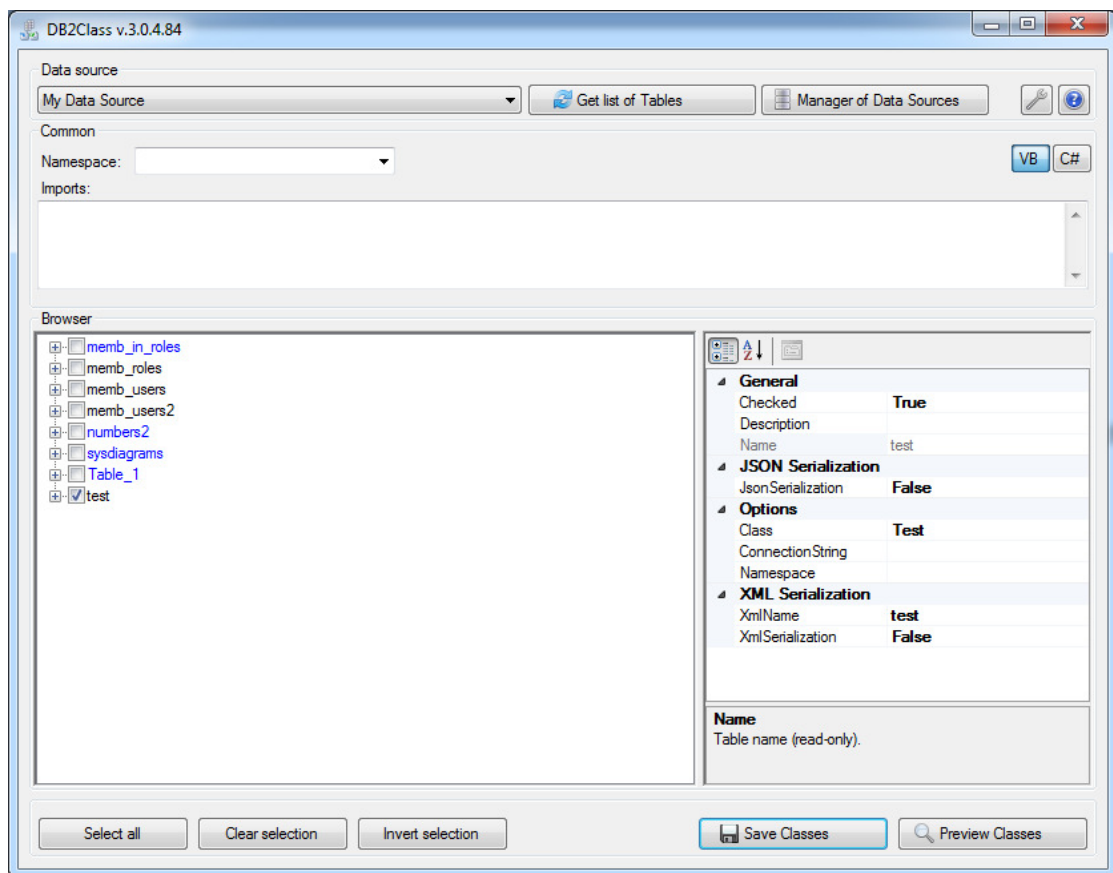 DB2Class v.3.0.4.84
Data source
My Data Source
Get list of Tables
Manager of Data Sources
Common
Namespace:
VB
C#
Imports:
Browser
memb_in_roles
memb_roles
memb_users
memb_users2
numbers2
sysdiagrams
Table_1
test
General
Checked True
Description
Name test
JSON Serialization
JsonSerialization False
Options
Class Test
ConnectionString
Namespace
XML Serialization
XmlName test
XmlSerialization False
Name
Table name (read-only).
Select all
Clear selection
Invert selection
Save Classes
Preview Classes